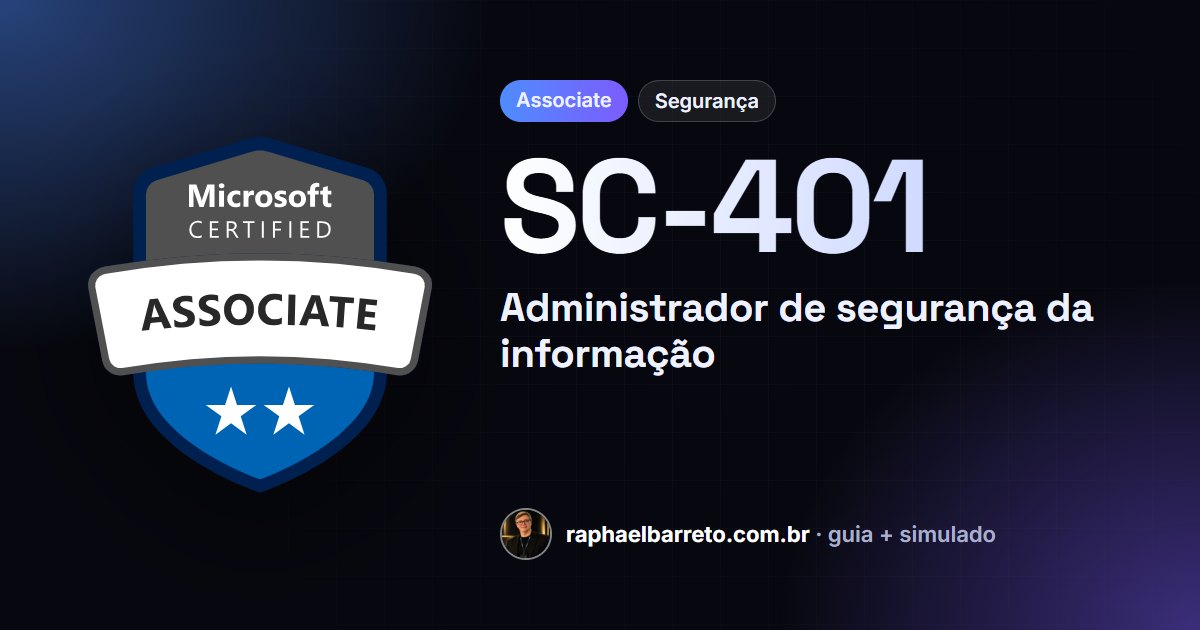 Microsoft
CERTIFIED
ASSOCIATE
Associate
Segurança
SC-401
Administrador de segurança da
informação
raphaelbarreto.com.br · guia + simulado